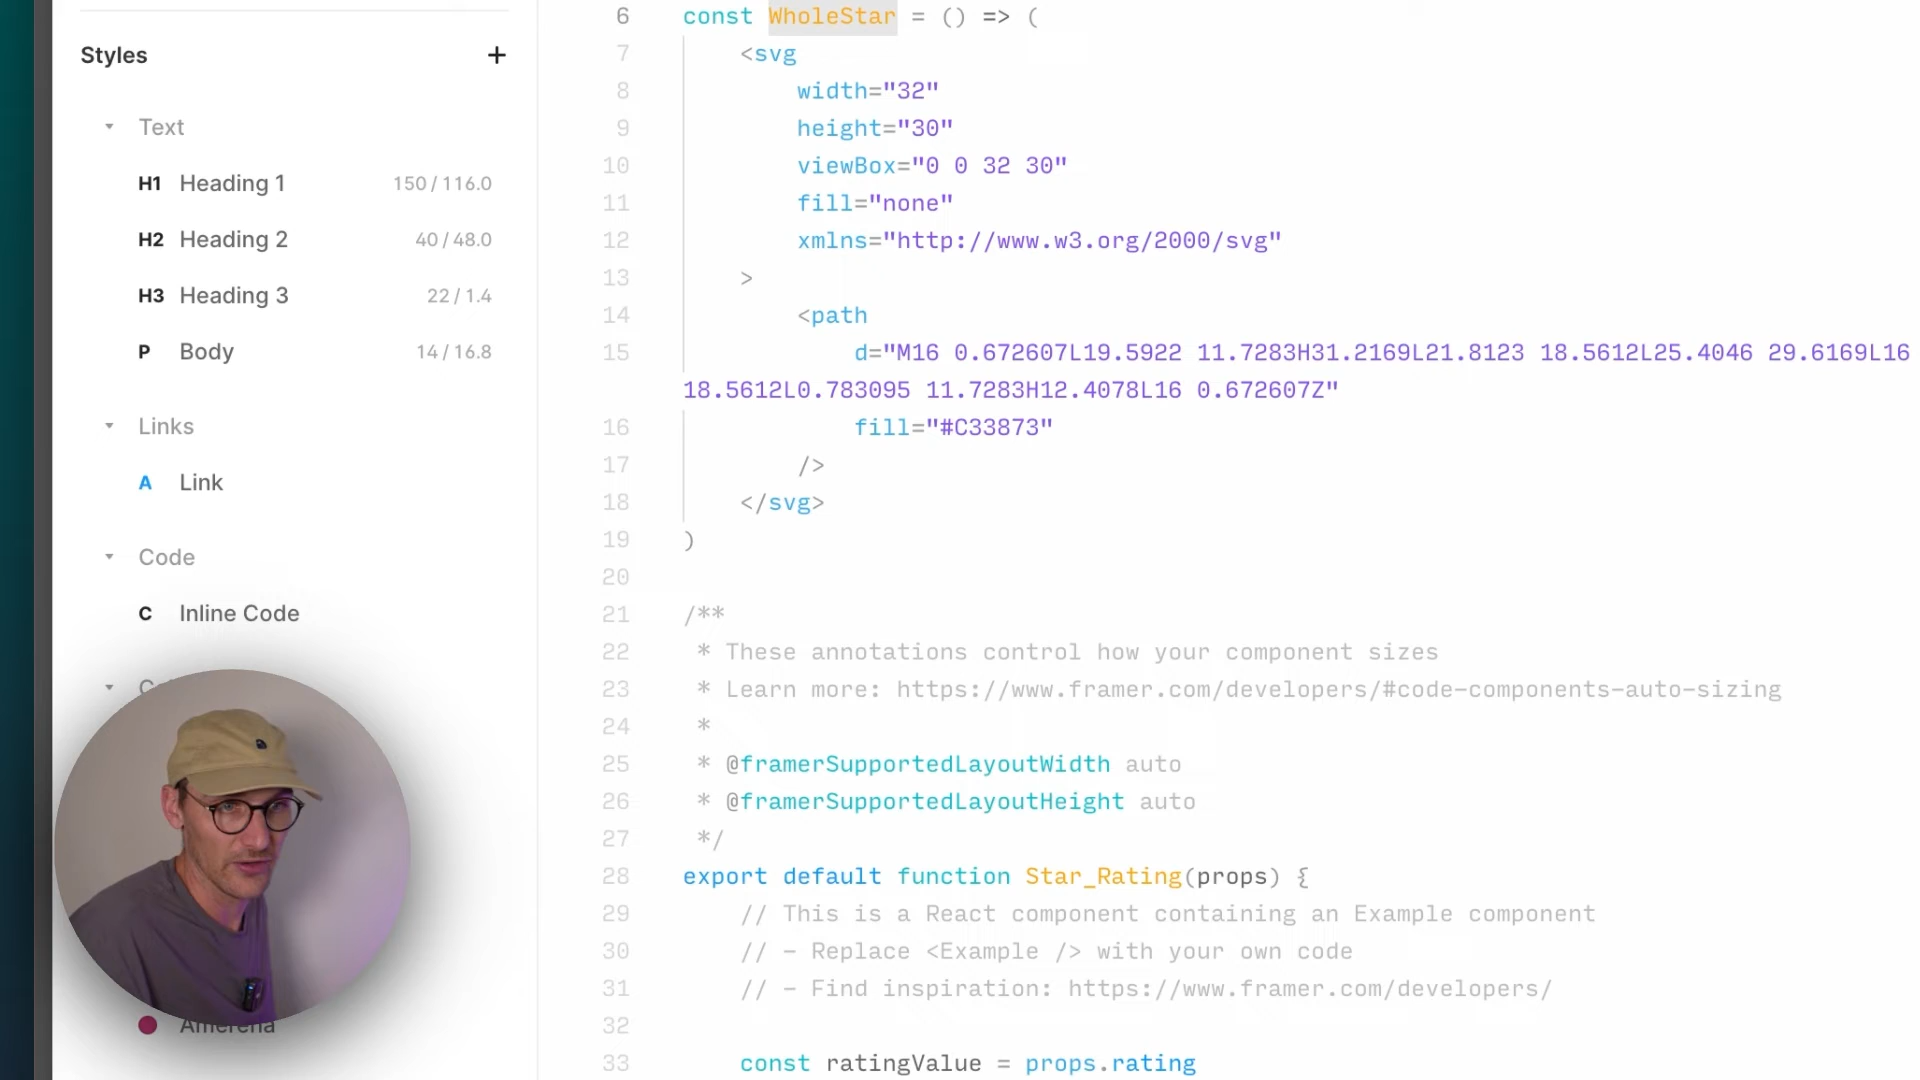 Styles
Text
H1 Heading 1 150 / 116.0
H2 Heading 2 40 / 48.0
H3 Heading 3 22 / 1.4
P Body 14 / 16.8
Links
A Link
Code
C Inline Code
Amerena
6 const WholeStar = () => (
7 <svg
8 width="32"
9 height="30"
10 viewBox="0 0 32 30"
11 fill="none"
12 xmlns="http://www.w3.org/2000/svg"
13 >
14 <path
15 d="M16 0.672607L19.5922 11.7283H31.2169L21.8123 18.5612L25.4046 29.6169L16
18.5612L0.783095 11.7283H12.4078L16 0.672607Z"
16 fill="#C33873"
17 />
18 </svg>
19 )
20
21 /**
22 * These annotations control how your component sizes
23 * Learn more: https://www.framer.com/developers/#code-components-auto-sizing
24 *
25 * @framerSupportedLayoutWidth auto
26 * @framerSupportedLayoutHeight auto
27 */
28 export default function Star_Rating(props) {
29 // This is a React component containing an Example component
30 // - Replace <Example /> with your own code
31 // - Find inspiration: https://www.framer.com/developers/
32
33 const ratingValue = props.rating